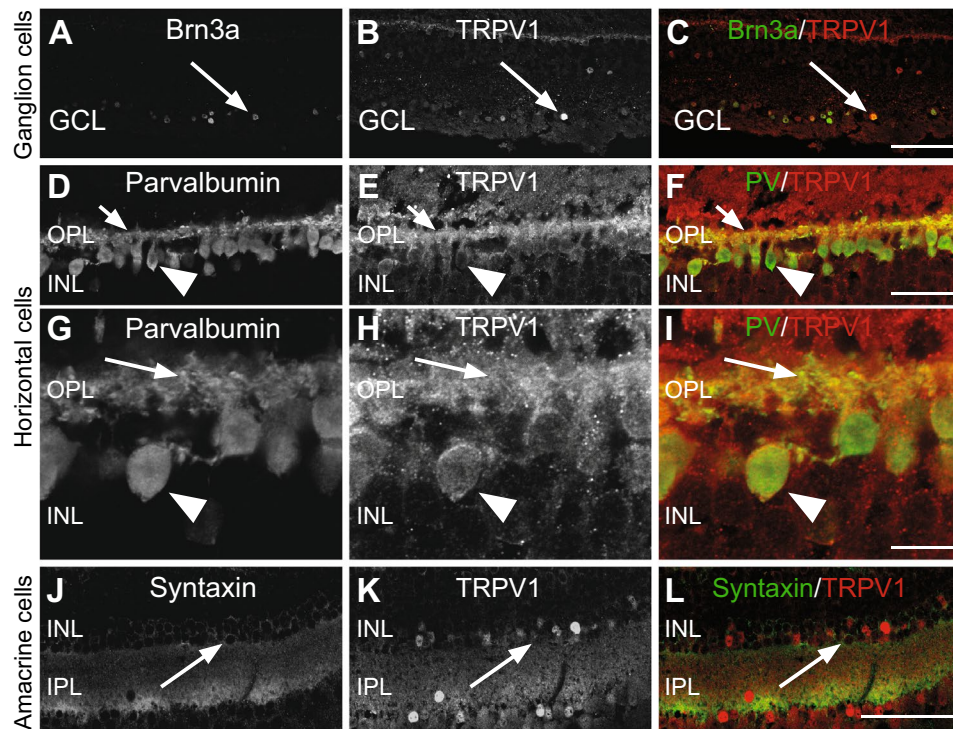 Ganglion cells
A Brn3a
GCL
B TRPV1
C Brn3a/TRPV1
GCL
Horizontal cells
D Parvalbumin
OPL
INL
E TRPV1
OPL
INL
F PV/TRPV1
OPL
INL
G Parvalbumin
OPL
INL
H TRPV1
OPL
INL
I PV/TRPV1
OPL
INL
Amacrine cells
J Syntaxin
INL
IPL
K TRPV1
INL
IPL
L Syntaxin/TRPV1
INL
IPL